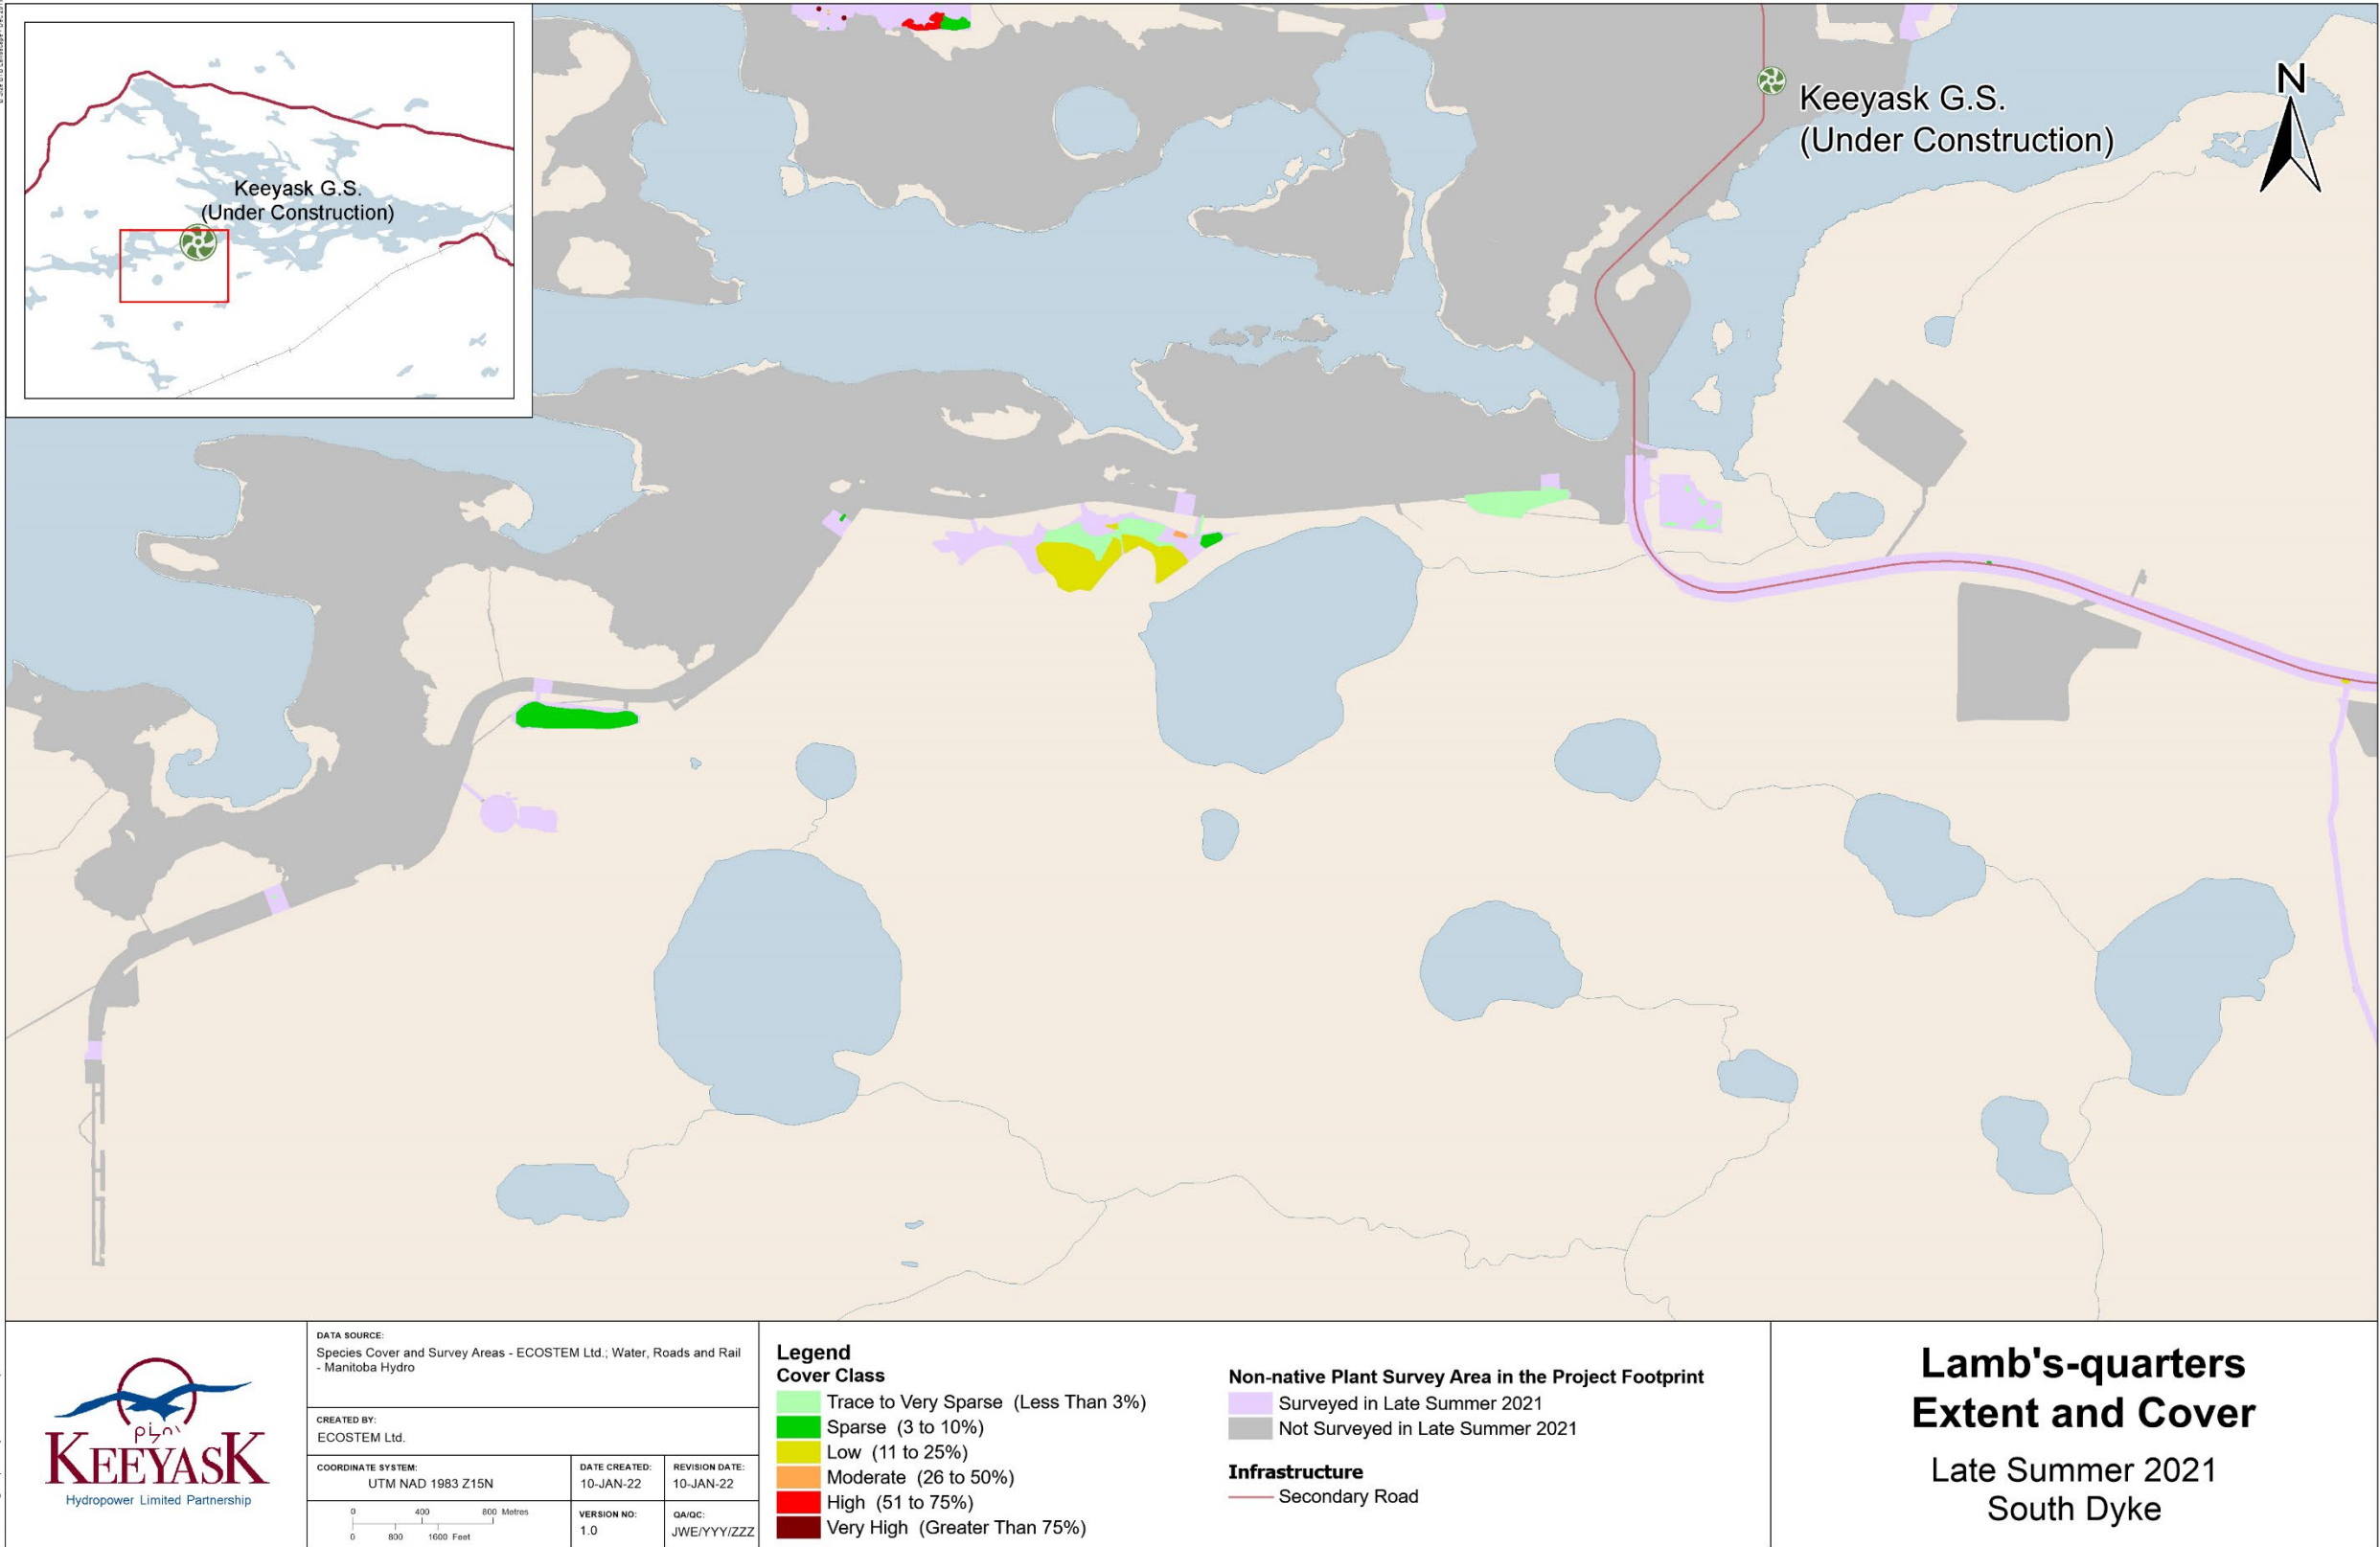 Keeyask G.S.
(Under Construction)
Keeyask G.S.
(Under Construction)
N
KEEYASK
Hydropower Limited Partnership
DATA SOURCE:
Species Cover and Survey Areas - ECOSTEM Ltd.; Water, Roads and Rail
- Manitoba Hydro
CREATED BY:
ECOSTEM Ltd.
COORDINATE SYSTEM:
UTM NAD 1983 Z15N
DATE CREATED:
10-JAN-22
REVISION DATE:
10-JAN-22
0 400 800 Metres
0 800 1600 Feet
VERSION NO:
1.0
QA/QC:
JWE/YYY/ZZZ
Legend
Cover Class
Trace to Very Sparse (Less Than 3%)
Sparse (3 to 10%)
Low (11 to 25%)
Moderate (26 to 50%)
High (51 to 75%)
Very High (Greater Than 75%)
Non-native Plant Survey Area in the Project Footprint
Surveyed in Late Summer 2021
Not Surveyed in Late Summer 2021
Infrastructure
Secondary Road
Lamb's-quarters
Extent and Cover
Late Summer 2021
South Dyke